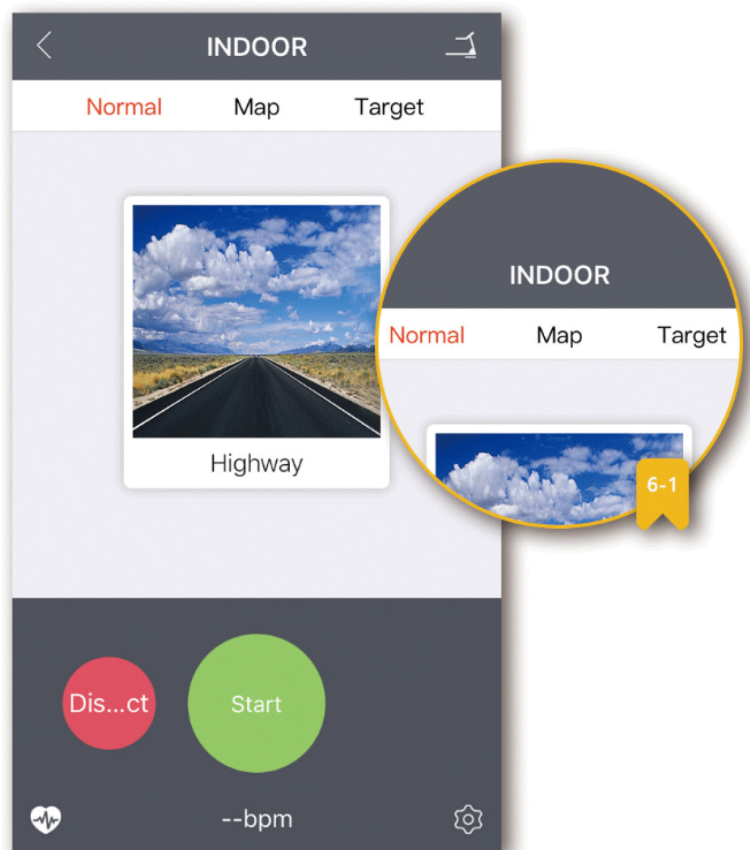 INDOOR
Normal Map Target
Highway
INDOOR
Normal Map Target
6-1
Dis...ct Start
--bpm